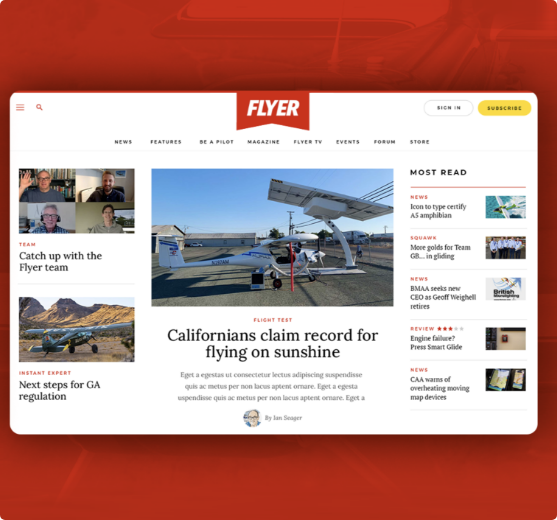 FLYER
SIGN IN
SUBSCRIBE
NEWS
FEATURES
BE A PILOT
MAGAZINE
FLYER TV
EVENTS
FORUM
STORE
TEAM
Catch up with the
Flyer team
INSTANT EXPERT
Next steps for GA
regulation
FLIGHT TEST
Californians claim record for
flying on sunshine
Eget a egestas ut consectetur lectus adipiscing suspendisse
quis ac metus per non lacus aptent ornare. Eget a egesta
uspendisse quis ac metus per non lacus aptent ornare. Eget a
By Ian Seager
MOST READ
NEWS
Icon to type certify
A5 amphibian
SQUAWK
More golds for Team
GB... in gliding
NEWS
BMAA seeks new
CEO as Geoff Weighell
retires
British
Microlighting
REVIEW
Engine failure?
Press Smart Glide
NEWS
CAA warns of
overheating moving
map devices